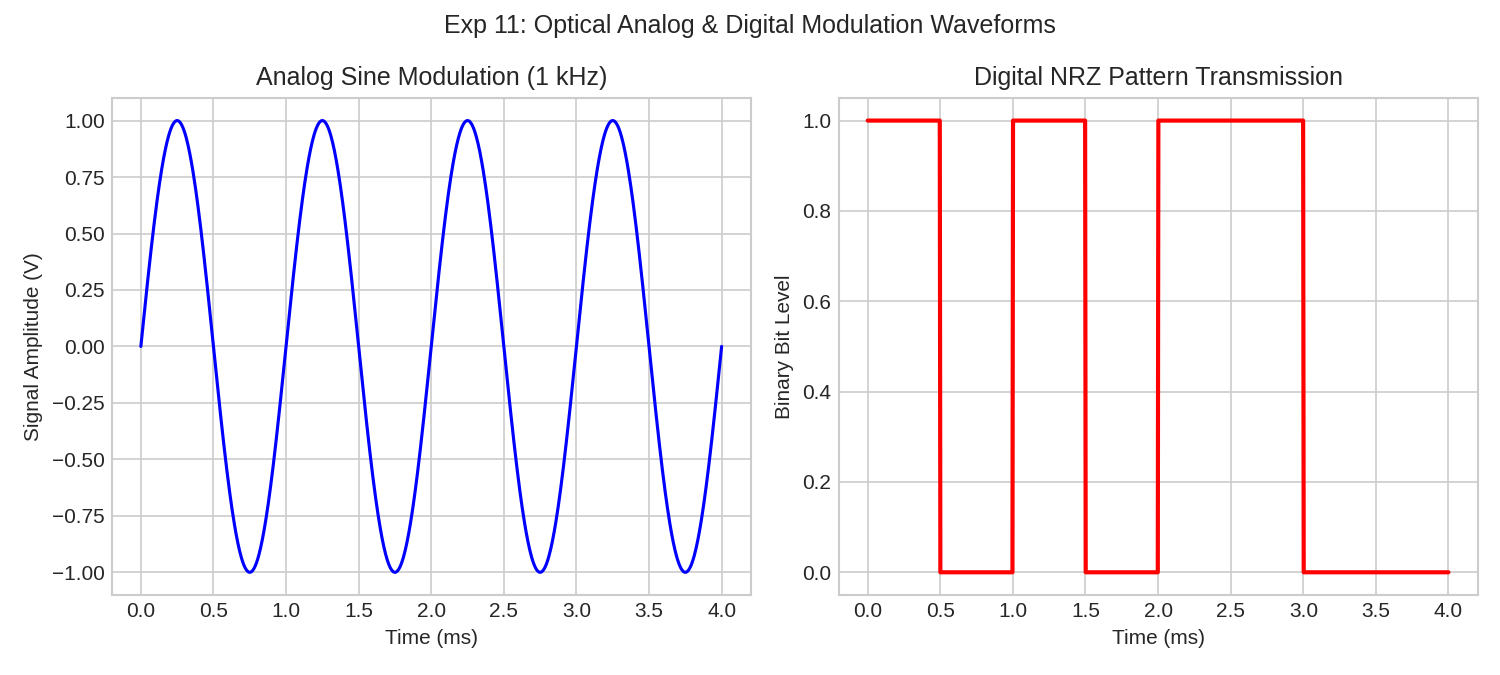 Exp 11: Optical Analog & Digital Modulation Waveforms
Analog Sine Modulation (1 kHz)
Signal Amplitude (V)
1.00
0.75
0.50
0.25
0.00
−0.25
−0.50
−0.75
−1.00
0.0 0.5 1.0 1.5 2.0 2.5 3.0 3.5 4.0
Time (ms)
Digital NRZ Pattern Transmission
Binary Bit Level
1.0
0.8
0.6
0.4
0.2
0.0
0.0 0.5 1.0 1.5 2.0 2.5 3.0 3.5 4.0
Time (ms)